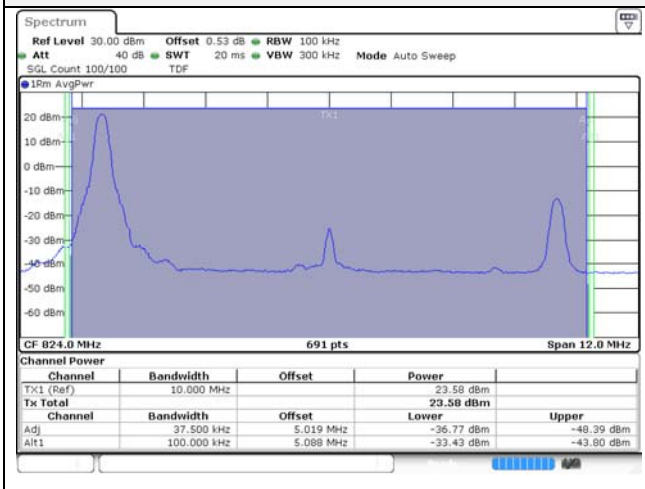 Spectrum
Ref Level 30.00 dBm Offset 0.53 dB RBW 100 kHz
Att 40 dB SWT 20 ms VBW 300 kHz Mode Auto Sweep
SGL Count 100/100 TDF
1Rm AvgPwr
TX1
20 dBm
10 dBm
0 dBm
-10 dBm
-20 dBm
-30 dBm
-40 dBm
-50 dBm
-60 dBm
CF 824.0 MHz 691 pts Span 12.0 MHz
Channel Power
Channel Bandwidth Offset Power
TX1 (Ref) 10.000 MHz 23.58 dBm
Tx Total 23.58 dBm
Channel Bandwidth Offset Lower Upper
Adj 37.500 kHz 5.019 MHz -36.77 dBm -48.39 dBm
Alt1 100.000 kHz 5.088 MHz -33.43 dBm -43.80 dBm